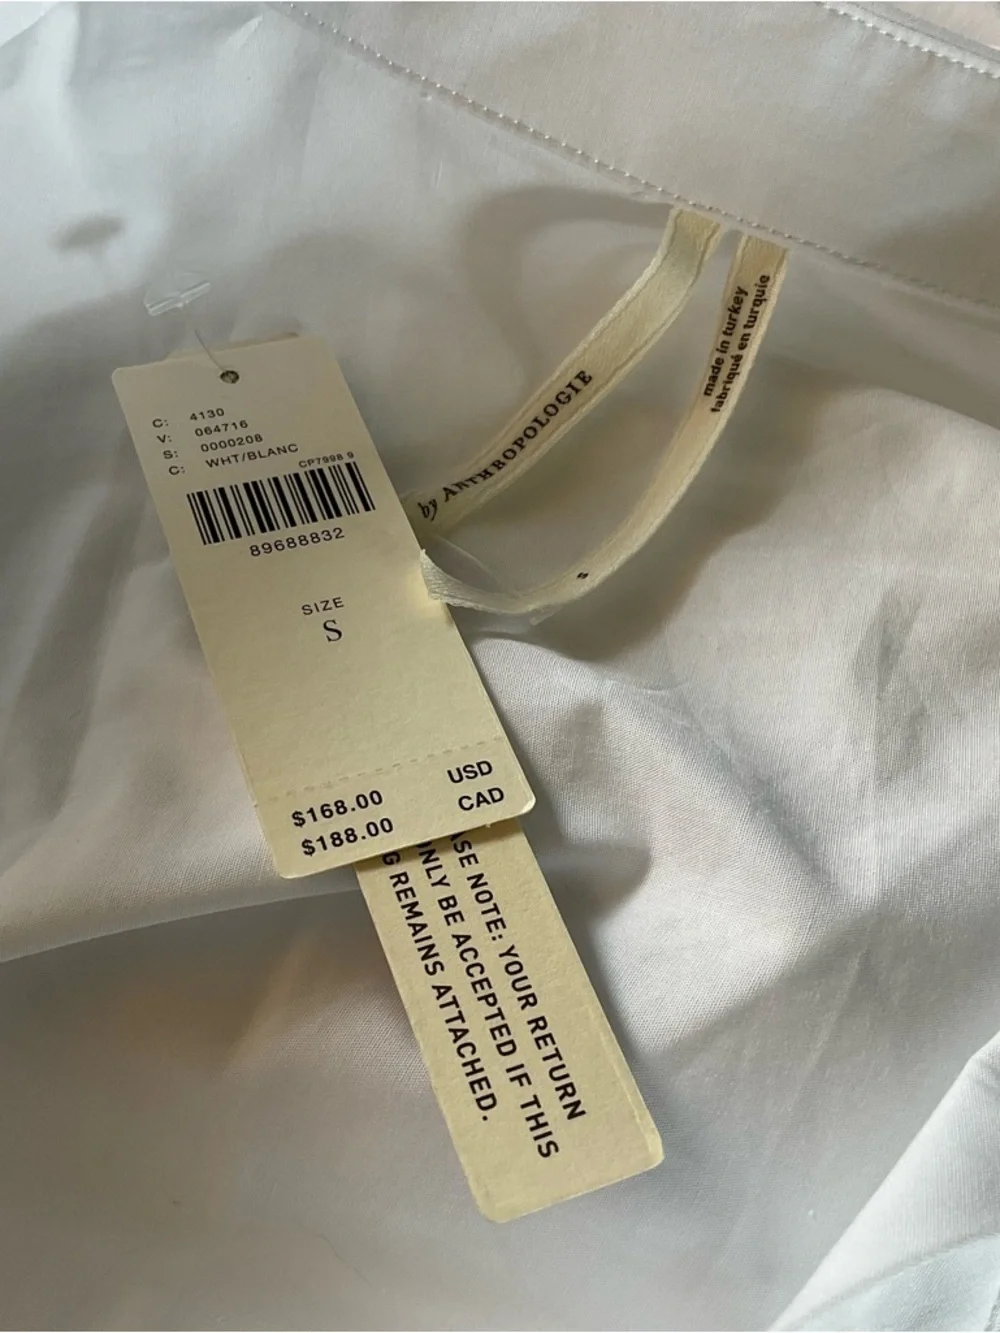 C: 4130
V: 064716
S: 0000208
C: WHT/BLANC
CP7998 9
89688832
SIZE
S
$168.00 USD
$188.00 CAD
ASE NOTE: YOUR RETURN
ONLY BE ACCEPTED IF THIS
G REMAINS ATTACHED.
by ANTHROPOLOGIE
made in turkey
fabriqué en turquie
s